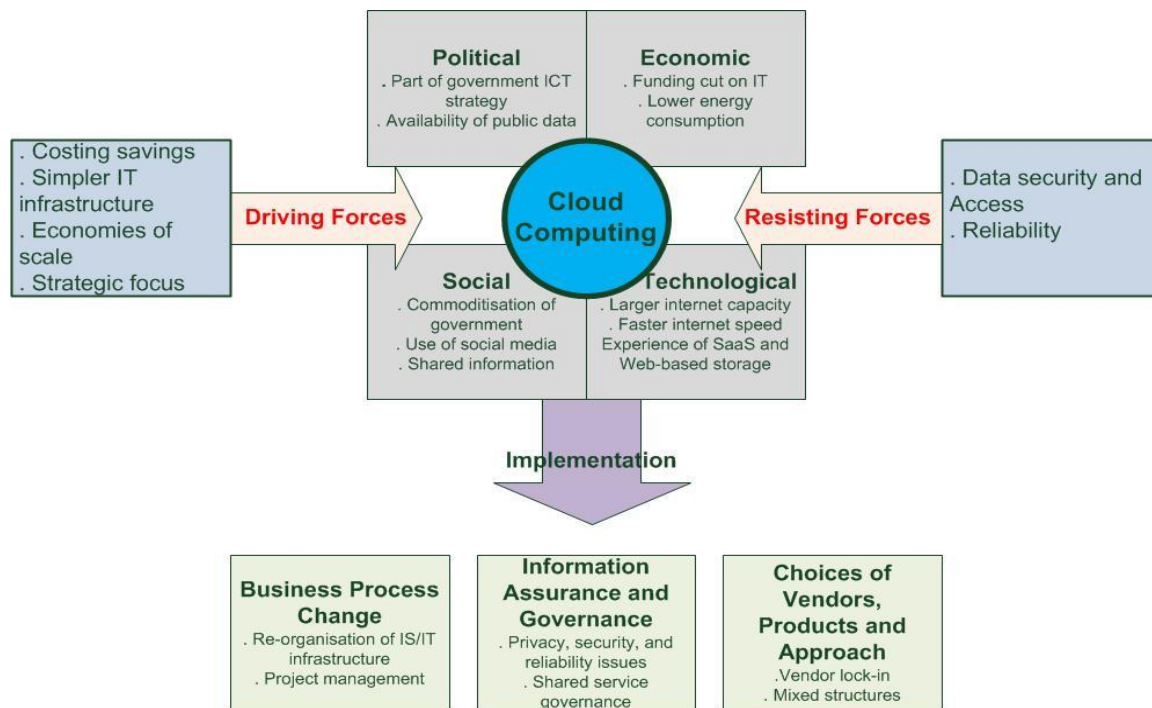 Political
. Part of government ICT
strategy
. Availability of public data
Economic
. Funding cut on IT
. Lower energy
consumption
. Costing savings
. Simpler IT
infrastructure
. Economies of
scale
. Strategic focus
Driving Forces
Cloud
Computing
Resisting Forces
. Data security and
Access
. Reliability
Social
. Commoditisation of
government
. Use of social media
. Shared information
Technological
. Larger internet capacity
. Faster internet speed
Experience of SaaS and
Web-based storage
Implementation
Business Process
Change
. Re-organisation of IS/IT
infrastructure
. Project management
Information
Assurance and
Governance
. Privacy, security, and
reliability issues
. Shared service
governance
Choices of
Vendors,
Products and
Approach
.Vendor lock-in
. Mixed structures